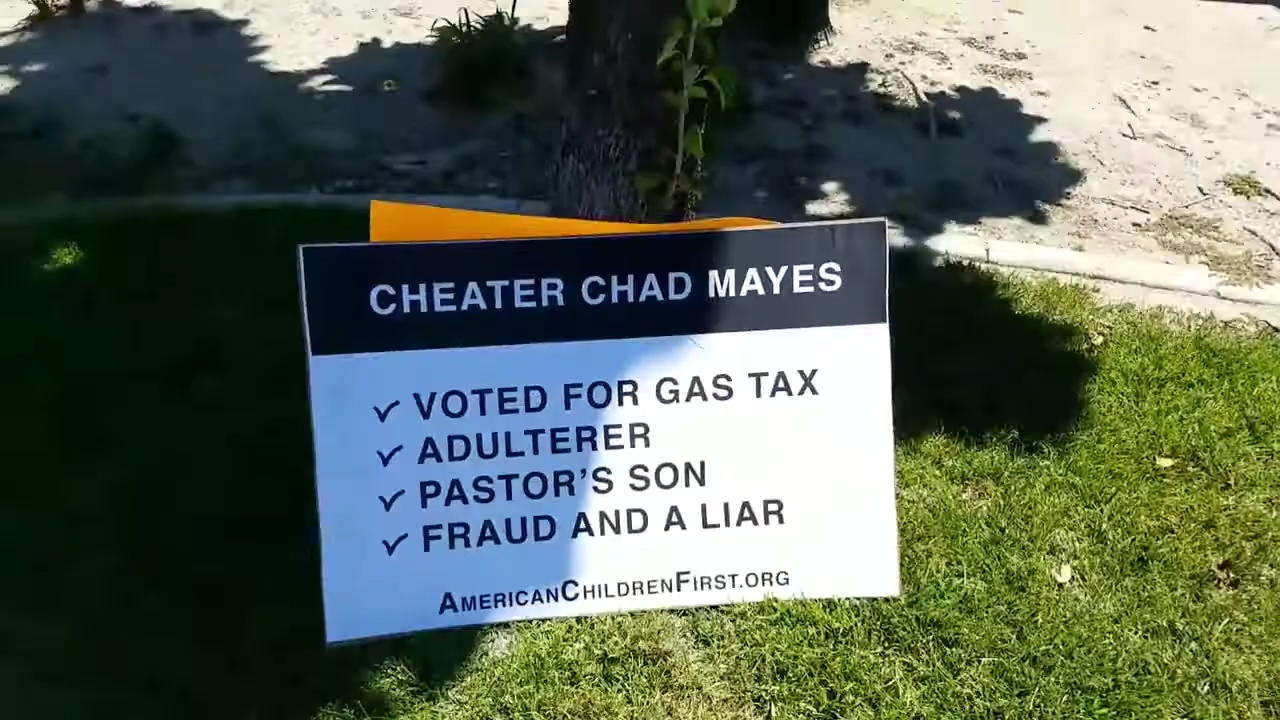 CHEATER CHAD MAYES
✓ VOTED FOR GAS TAX
✓ ADULTERER
✓ PASTOR'S SON
✓ FRAUD AND A LIAR
AMERICANCHILDRENFIRST.ORG